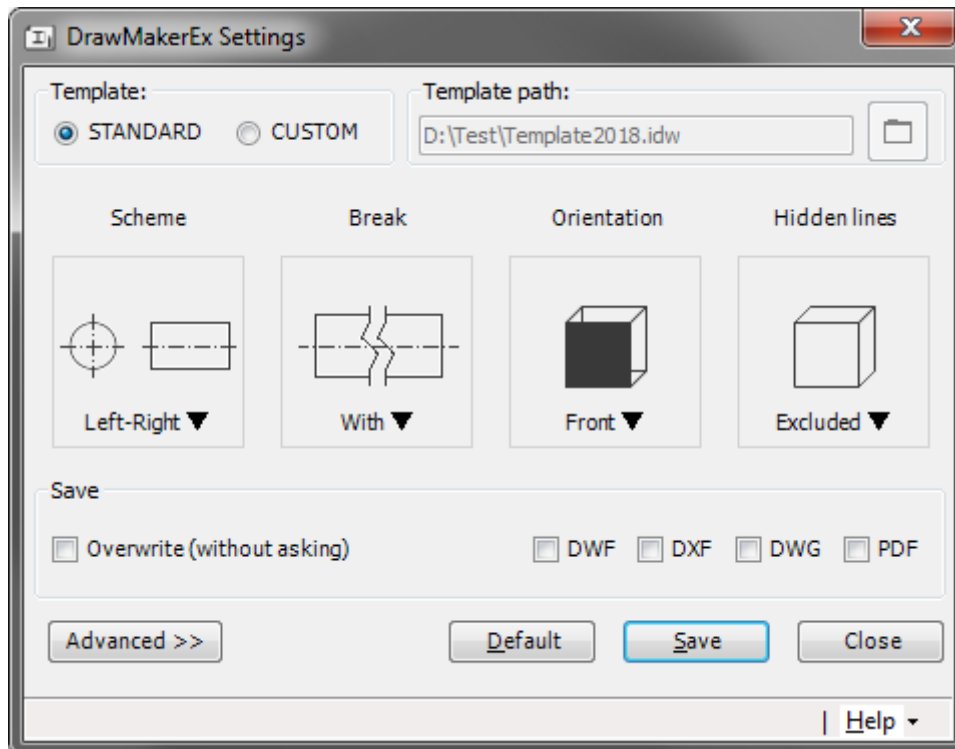 DrawMakerEx Settings
Template:
STANDARD CUSTOM
Template path:
D:\Test\Template2018.idw
Scheme Break Orientation Hidden lines
Left-Right With Front Excluded
Save
Overwrite (without asking) DWF DXF DWG PDF
Advanced >> Default Save Close
| Help